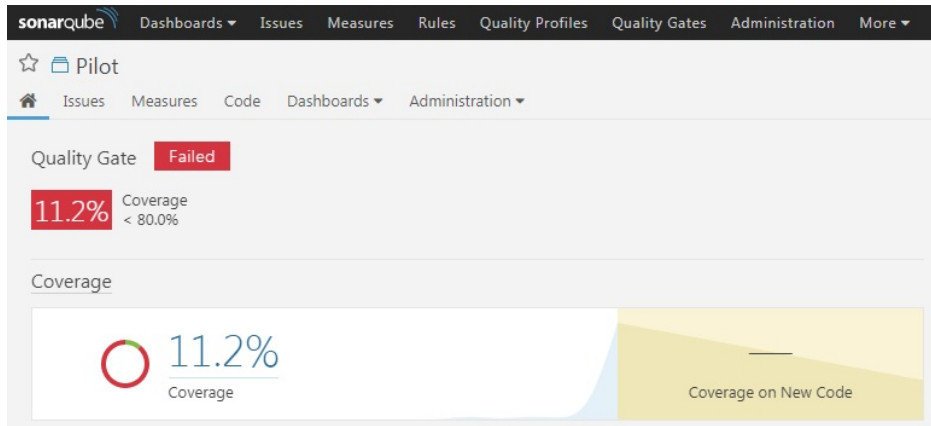 sonarqube Dashboards Issues Measures Rules Quality Profiles Quality Gates Administration More
Pilot
Issues Measures Code Dashboards Administration
Quality Gate Failed
11.2% Coverage
< 80.0%
Coverage
11.2%
Coverage
—
Coverage on New Code